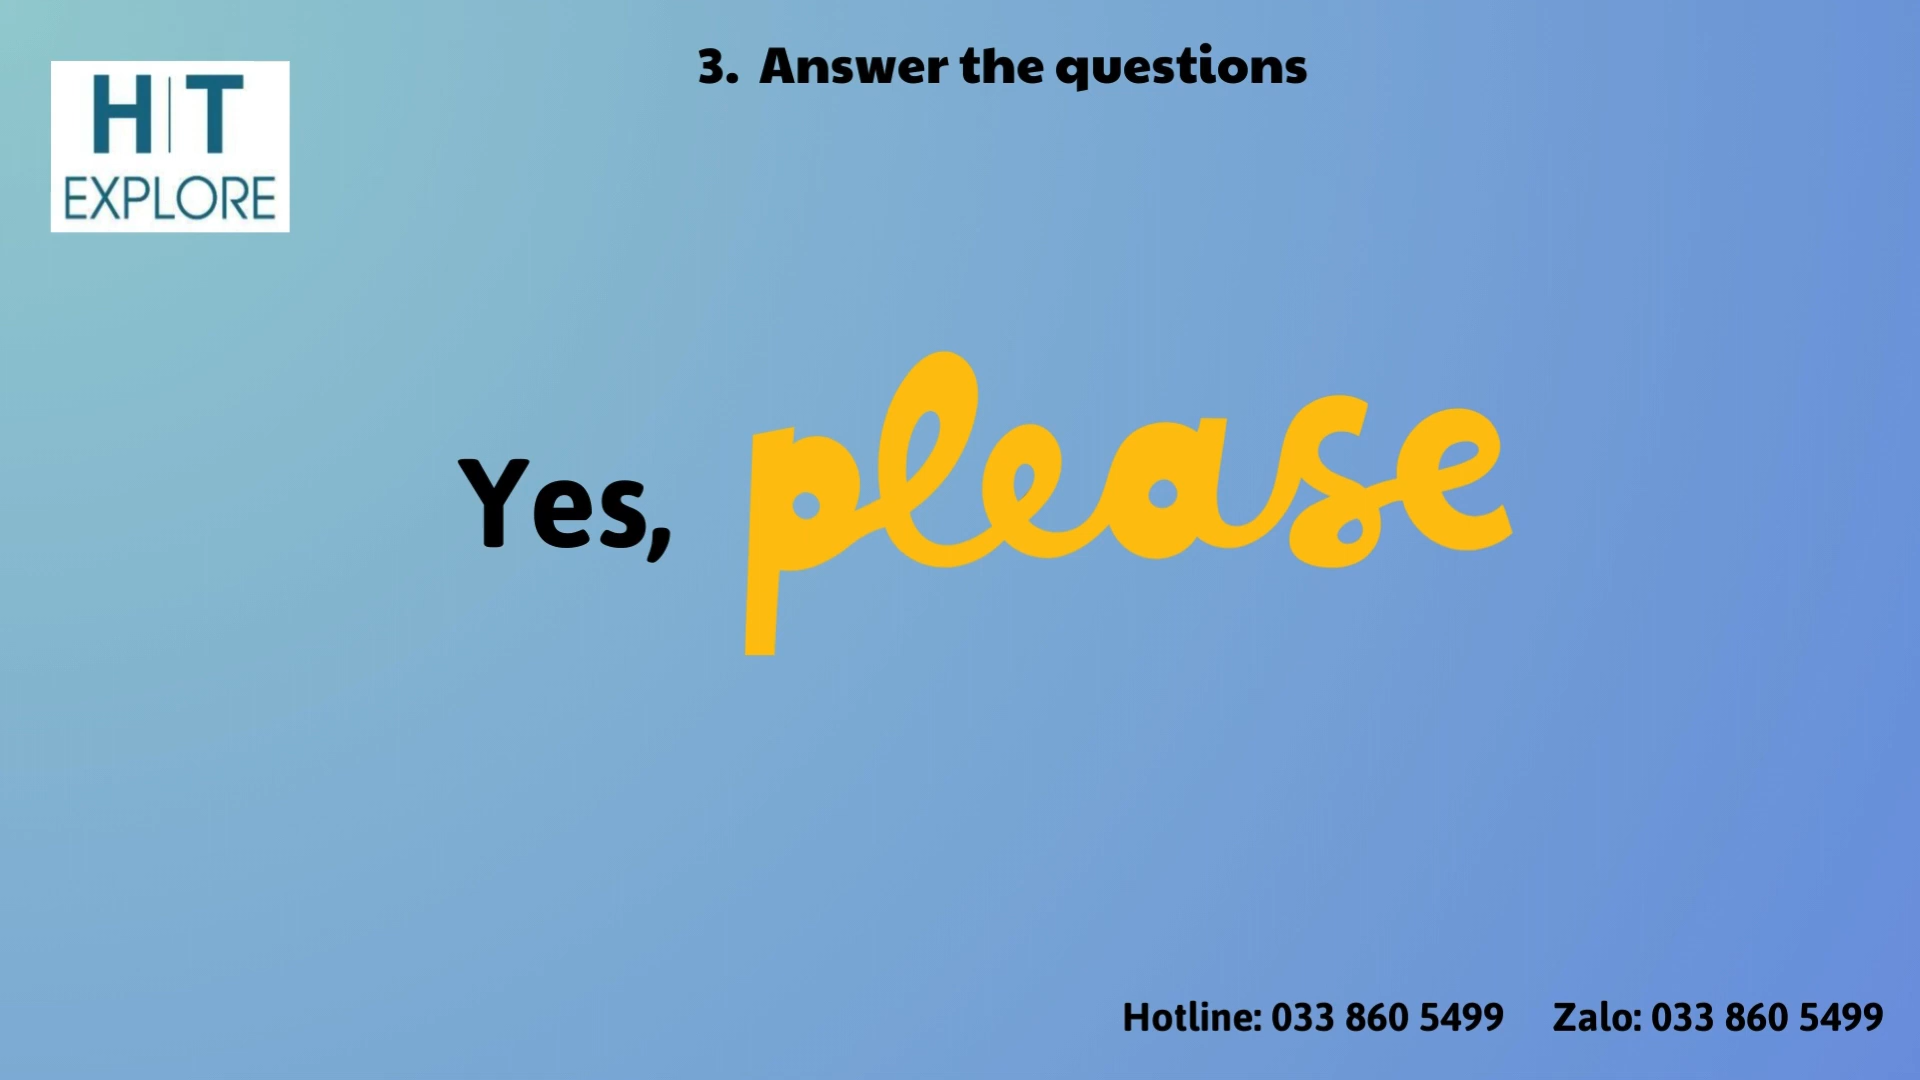 3. Answer the questions
H|T
EXPLORE
Yes, please
Hotline: 033 860 5499 Zalo: 033 860 5499